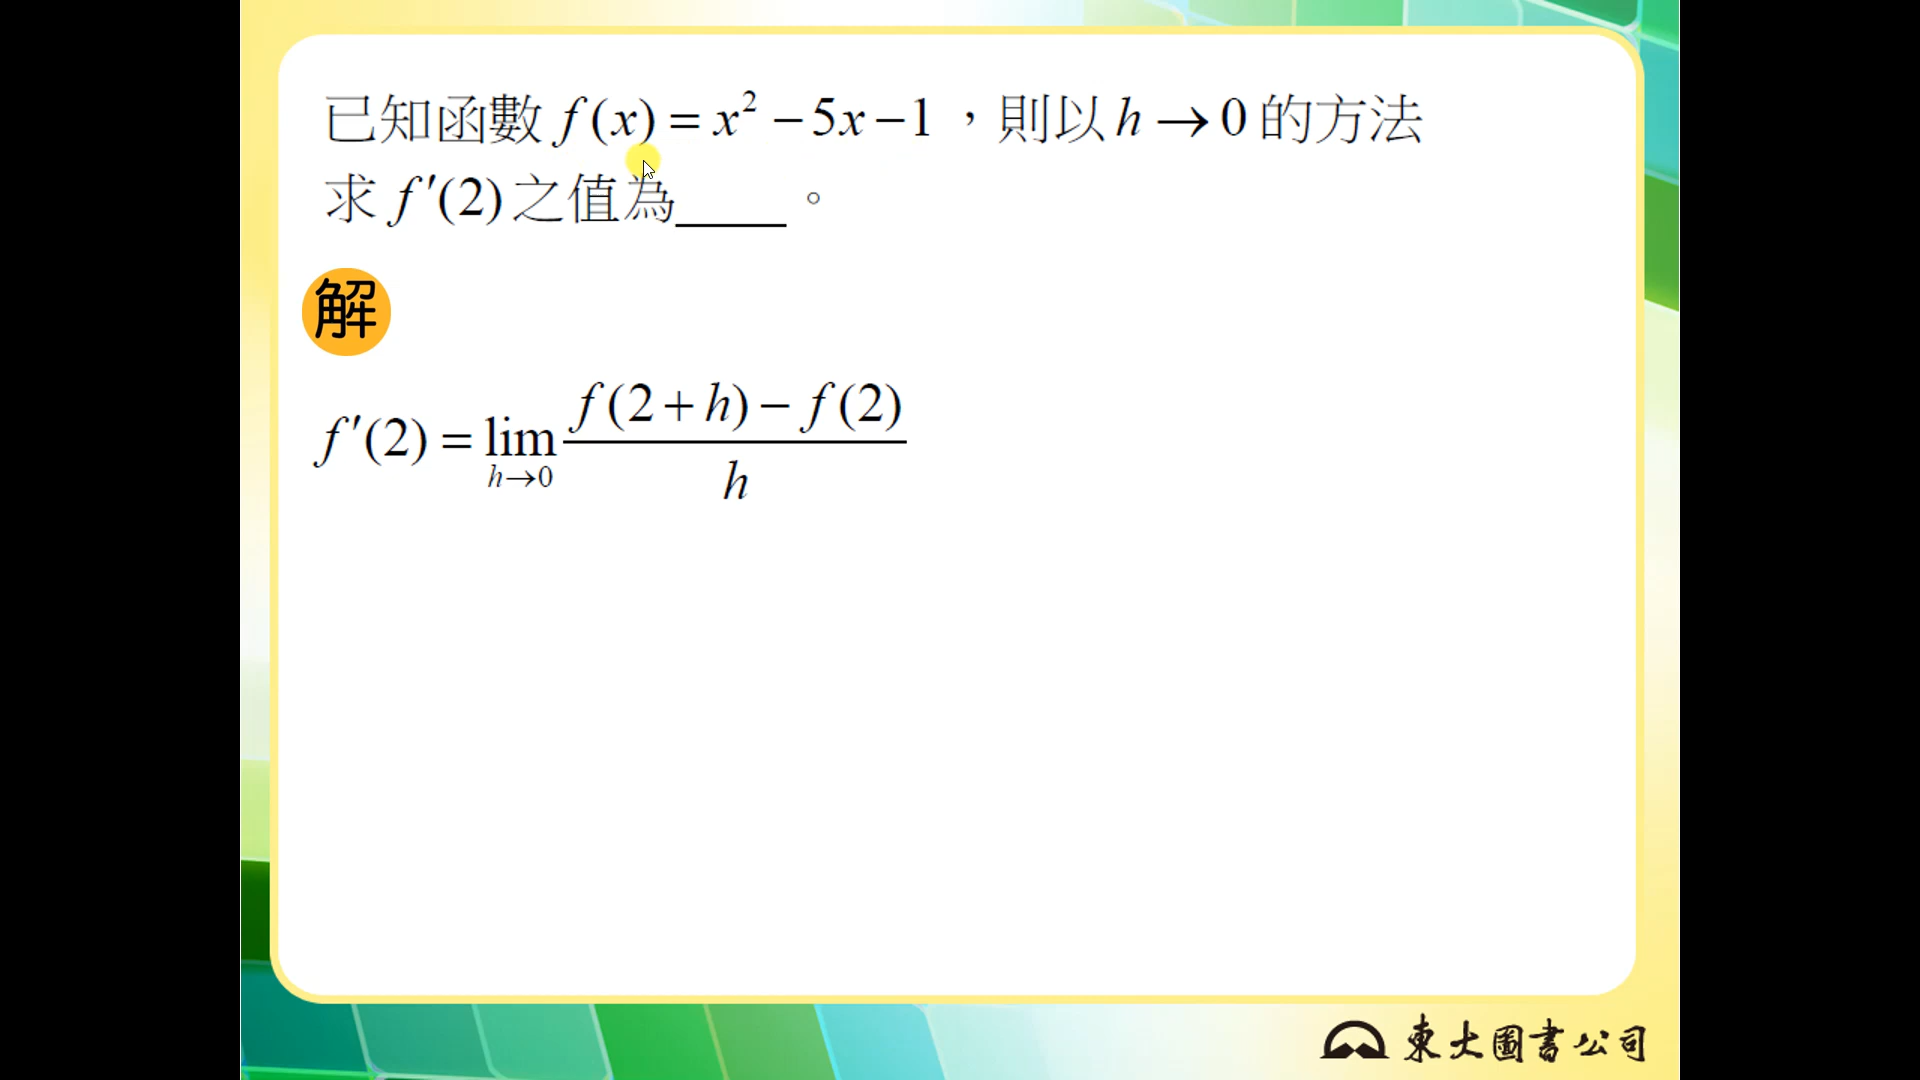 已知函數 f(x) = x² − 5x − 1，則以 h → 0 的方法
求 f′(2) 之值為____。
解
f′(2) = lim_{h→0} \frac{f(2+h) − f(2)}{h}
東大圖書公司